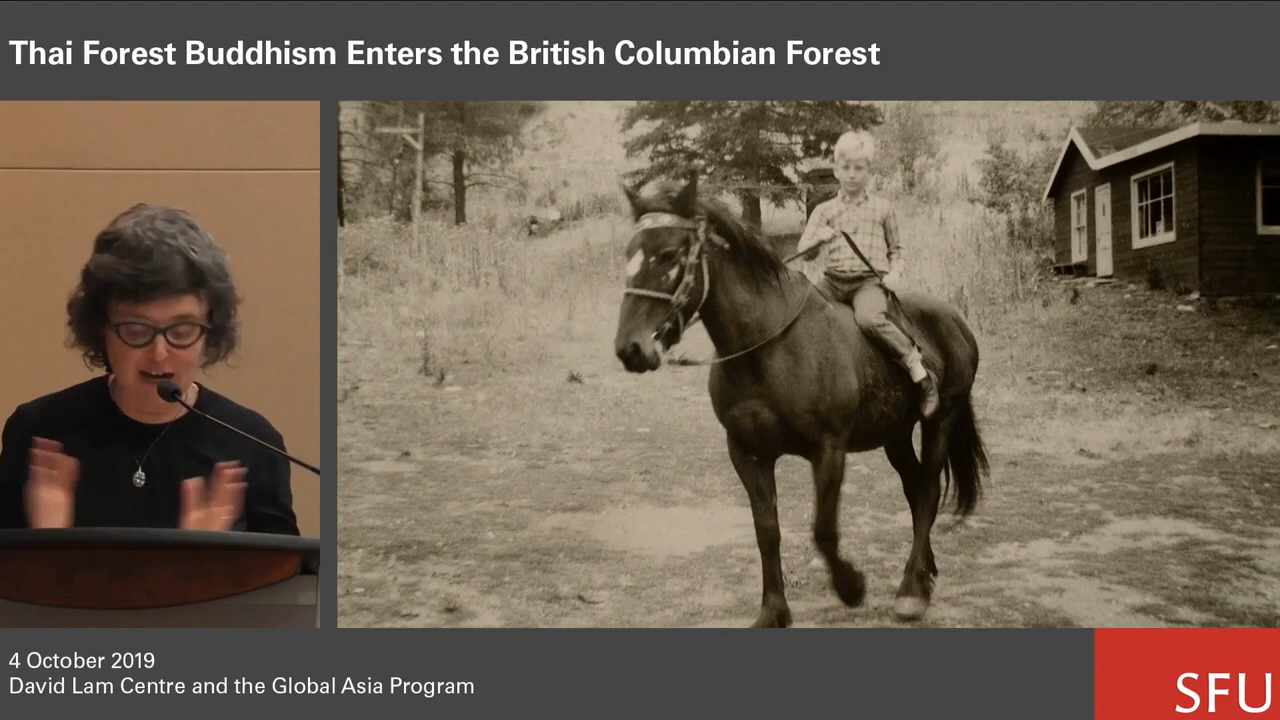 Thai Forest Buddhism Enters the British Columbian Forest
4 October 2019
David Lam Centre and the Global Asia Program
SFU